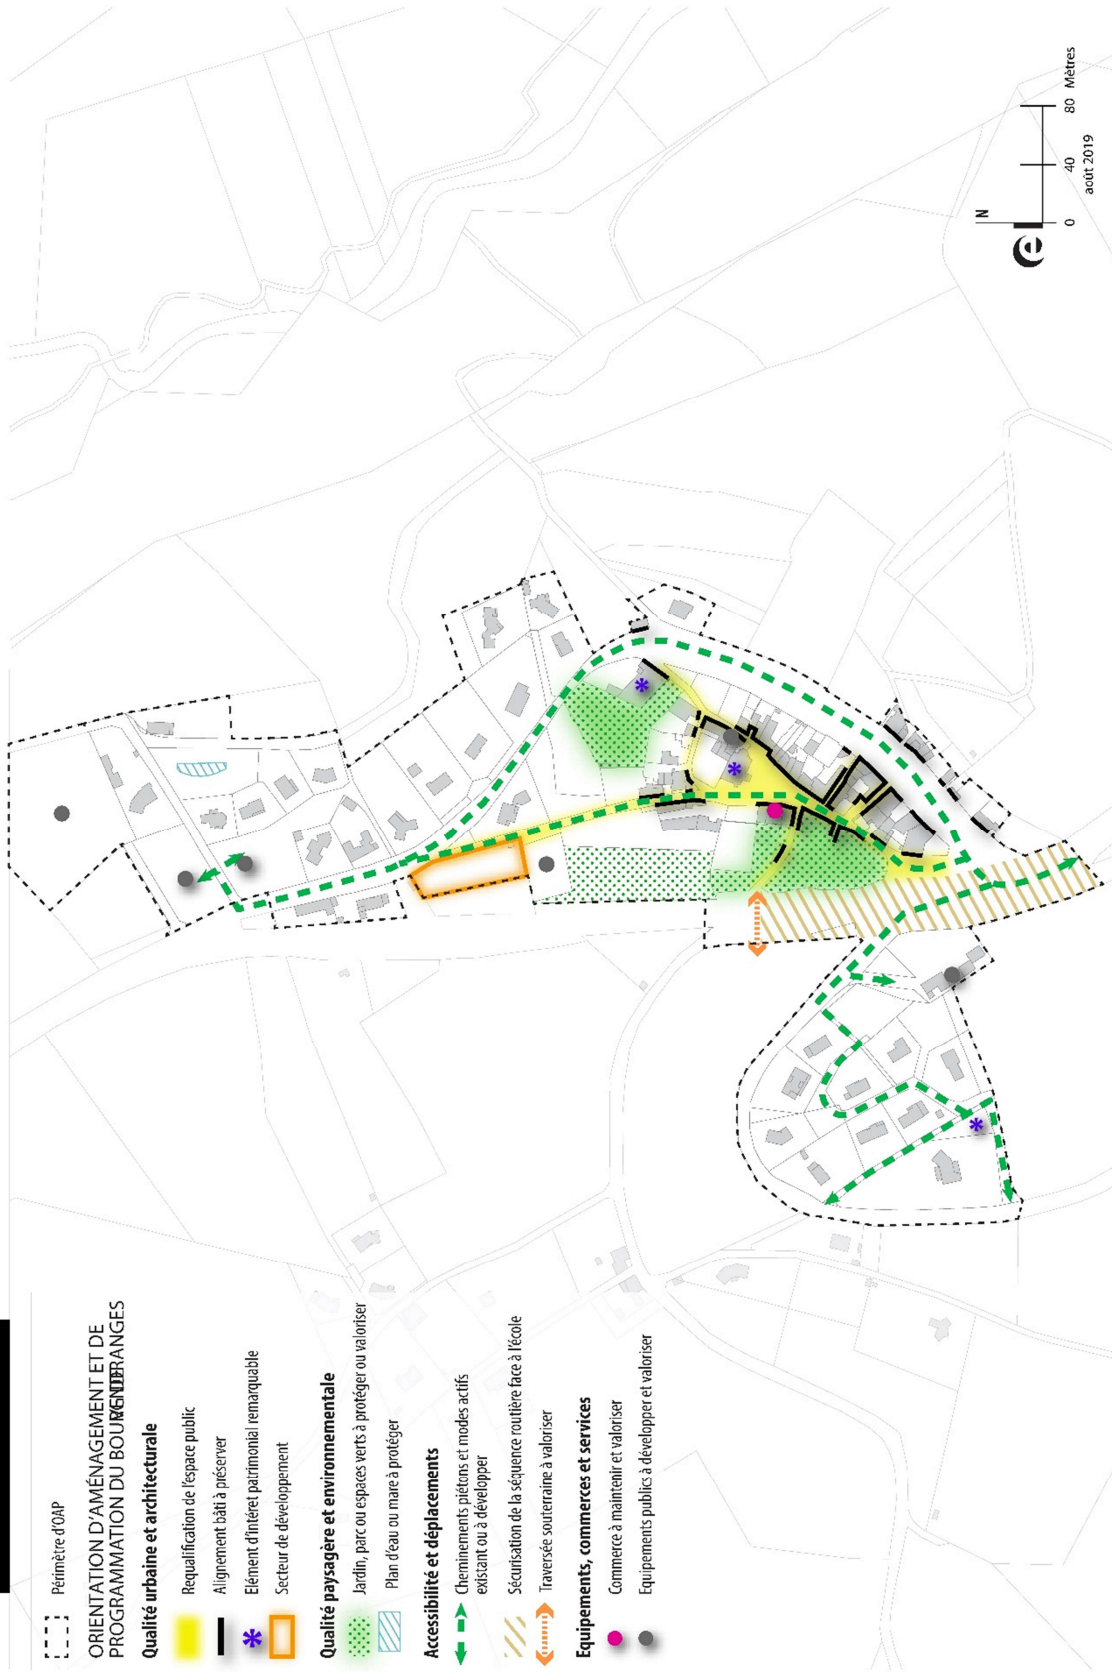 Périmètre d'OAP
ORIENTATION D'AMÉNAGEMENT ET DE
PROGRAMMATION DU BOURG DE
Qualité urbaine et architecturale
Requalification de l'espace public
Alignement bâti à préserver
Elément d'intéret patrimonial remarquable
Secteur de développement
Qualité paysagère et environnementale
Jardin, parc ou espaces verts à protéger ou valoriser
Plan d'eau ou mare à protéger
Accessibilité et déplacements
Cheminements piétons et modes actifs
existant ou à développer
Sécurisation de la séquence routière face à l'école
Traversée souterraine à valoriser
Equipements, commerces et services
Commerce à maintenir et valoriser
Equipements publics à développer et valoriser
N
0 40 80 Mètres
août 2019